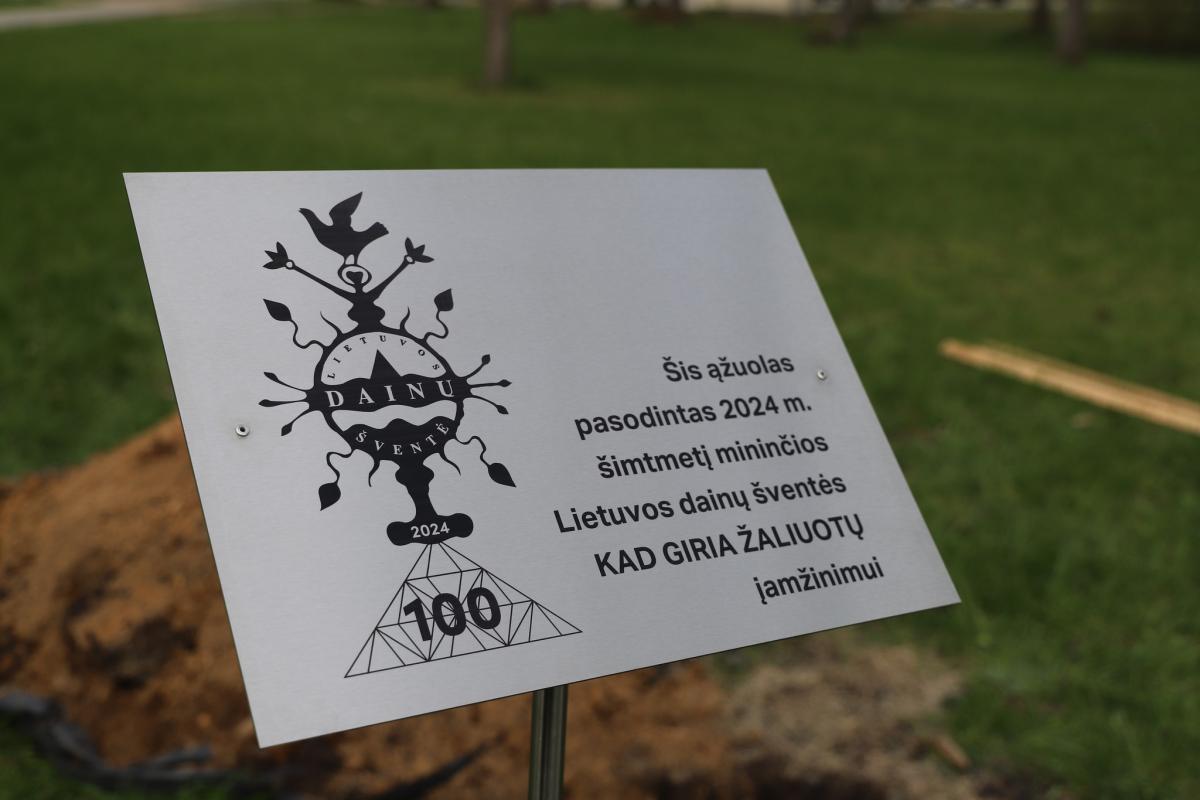 LIETUVOS
DAINŲ
ŠVENTĖ
2024
100
Šis ąžuolas
pasodintas 2024 m.
šimtmetį mininčios
Lietuvos dainų šventės
KAD GIRIA ŽALIUOTŲ
įamžinimui